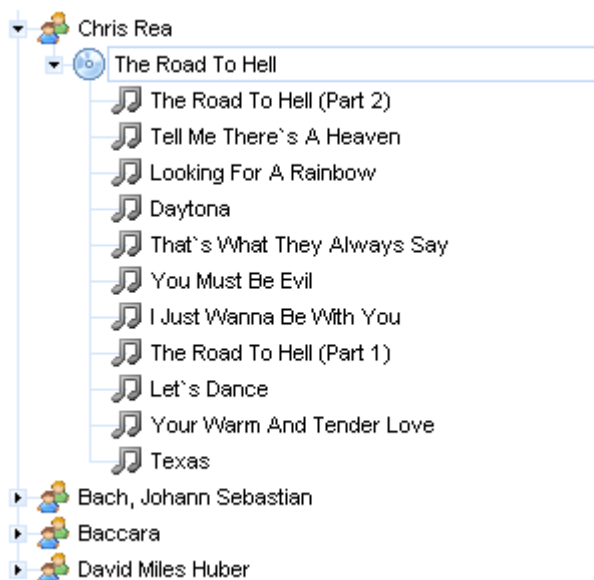 Chris Rea
The Road To Hell
The Road To Hell (Part 2)
Tell Me There`s A Heaven
Looking For A Rainbow
Daytona
That`s What They Always Say
You Must Be Evil
I Just Wanna Be With You
The Road To Hell (Part 1)
Let`s Dance
Your Warm And Tender Love
Texas
Bach, Johann Sebastian
Baccara
David Miles Huber